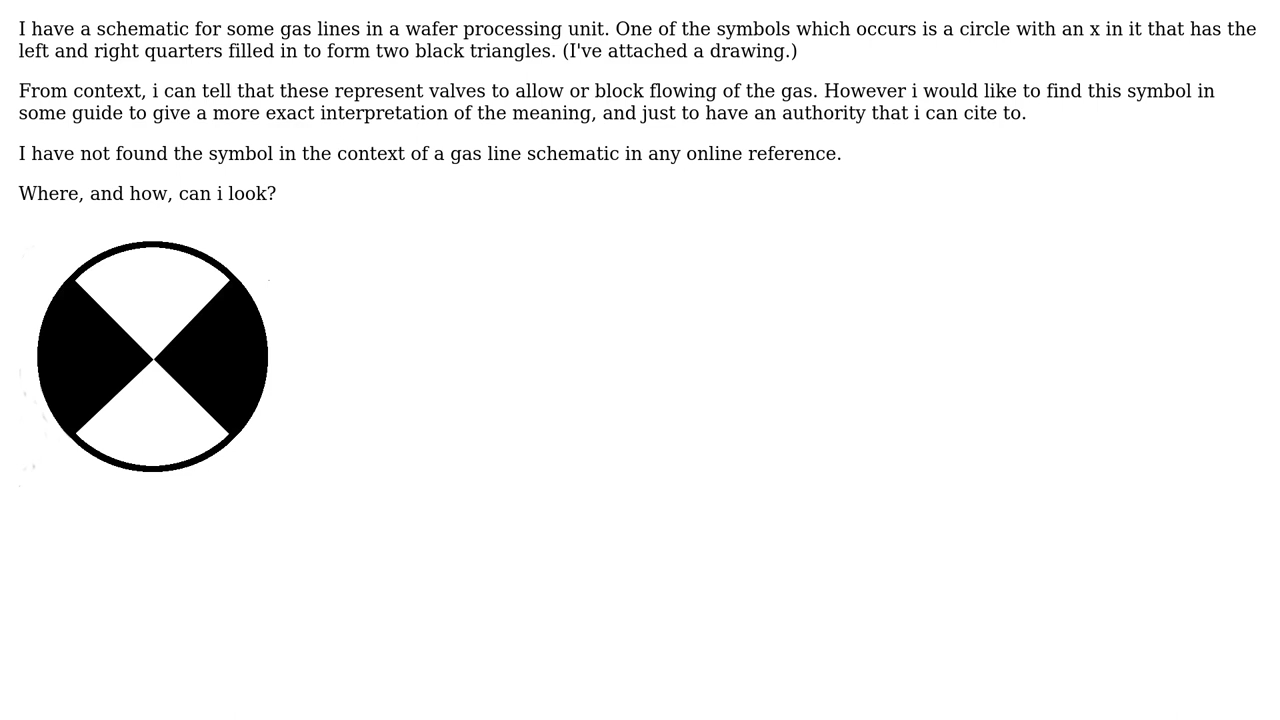 I have a schematic for some gas lines in a wafer processing unit. One of the symbols which occurs is a circle with an x in it that has the
left and right quarters filled in to form two black triangles. (I've attached a drawing.)
From context, i can tell that these represent valves to allow or block flowing of the gas. However i would like to find this symbol in
some guide to give a more exact interpretation of the meaning, and just to have an authority that i can cite to.
I have not found the symbol in the context of a gas line schematic in any online reference.
Where, and how, can i look?